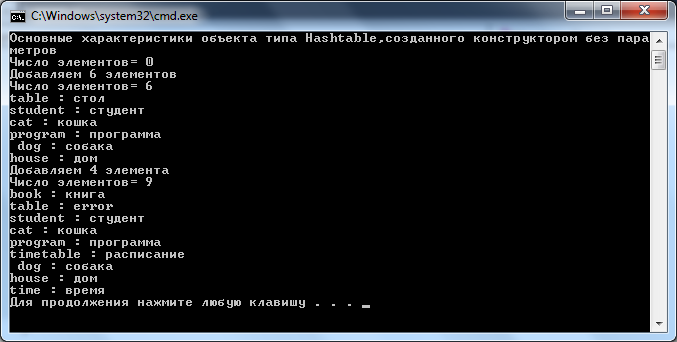 C:\Windows\system32\cmd.exe
Основные характеристики объекта типа Hashtable,созданного конструктором без пара
метров
Число элементов= 0
Добавляем 6 элементов
Число элементов= 6
table : стол
student : студент
cat : кошка
program : программа
 dog : собака
house : дом
Добавляем 4 элемента
Число элементов= 9
book : книга
table : error
student : студент
cat : кошка
program : программа
timetable : расписание
 dog : собака
house : дом
time : время
Для продолжения нажмите любую клавишу . . . _